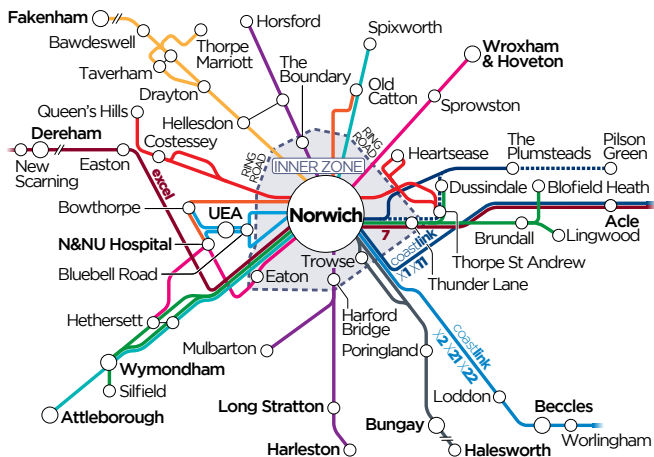 Fakenham
Bawdeswell
Taverham
Drayton
Thorpe
Marriott
Horsford
The
Boundary
Hellesdon
Spixworth
Old
Catton
Wroxham
& Hoveton
Sprowston
Queen's Hills
Costessey
RING
ROAD
RING
ROAD
INNER ZONE
Heartsease
The
Plumsteads
Pilson
Green
Dereham
New
Scarning
Easton
excel
Bowthorpe
UEA
N&NU Hospital
Bluebell Road
Norwich
Dussindale
Blofield Heath
Acle
7
Brundall
Lingwood
Thorpe St Andrew
Thunder Lane
coastlink
X1 X11
Trowse
Eaton
Hethersett
Harford
Bridge
Mulbarton
Poringland
coastlink
X2 X21 X22
Wymondham
Silfield
Attleborough
Long Stratton
Harleston
Bungay
Halesworth
Loddon
Beccles
Worlingham